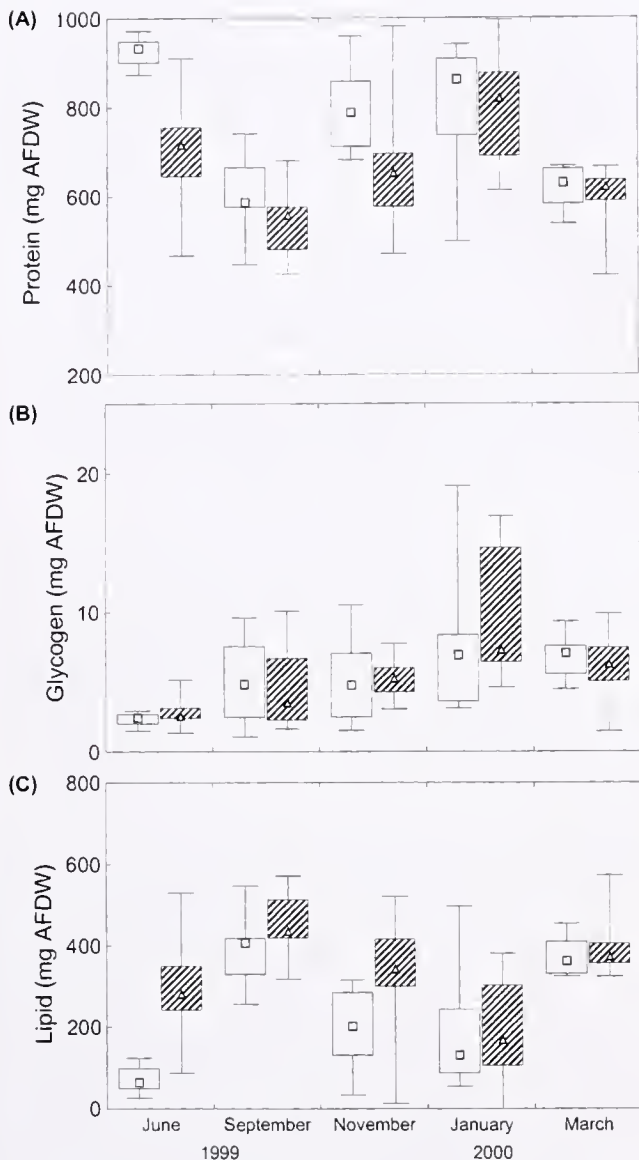 (A)
1000
800
600
400
200
Protein (mg AFDW)
(B)
20
10
0
Glycogen (mg AFDW)
(C)
800
600
400
200
0
Lipid (mg AFDW)
June September November January March
1999 2000